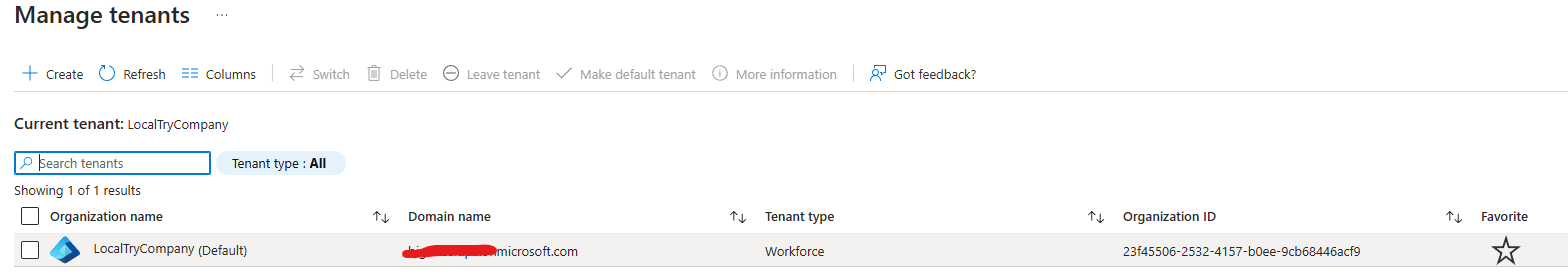 Manage tenants ...
Create Refresh Columns Switch Delete Leave tenant Make default tenant More information Got feedback?
Current tenant: LocalTryCompany
Search tenants Tenant type : All
Showing 1 of 1 results
Organization name Domain name Tenant type Organization ID Favorite
LocalTryCompany (Default) microsoft.com Workforce 23f45506-2532-4157-b0ee-9cb68446acf9